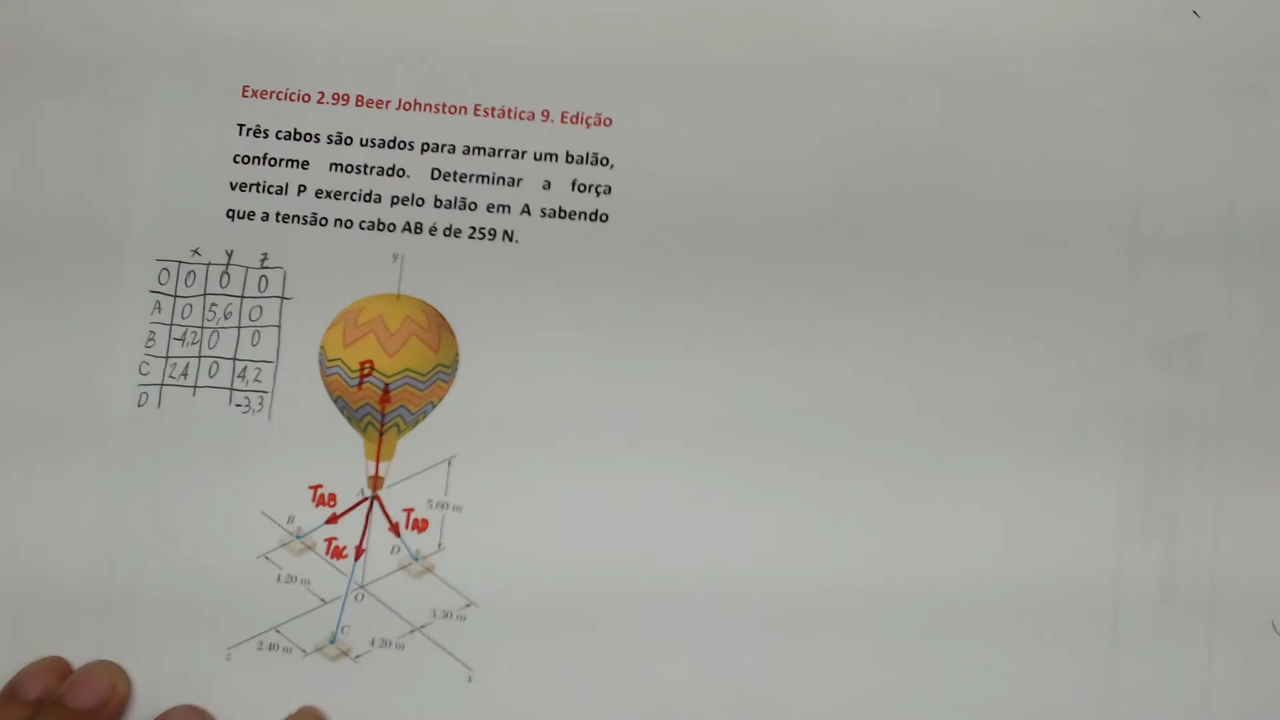 Exercício 2.99 Beer Johnston Estática 9. Edição
Três cabos são usados para amarrar um balão,
conforme mostrado. Determinar a força
vertical P exercida pelo balão em A sabendo
que a tensão no cabo AB é de 259 N.
x y z
O 0 0 0
A 0 5,6 0
B -4,2 0 0
C 2,4 0 4,2
D -3,3
y
P
A
TAB
5.60 m
B
TAD
TAC
D
4.20 m
O
3.30 m
C
4.20 m
2.40 m
z
x